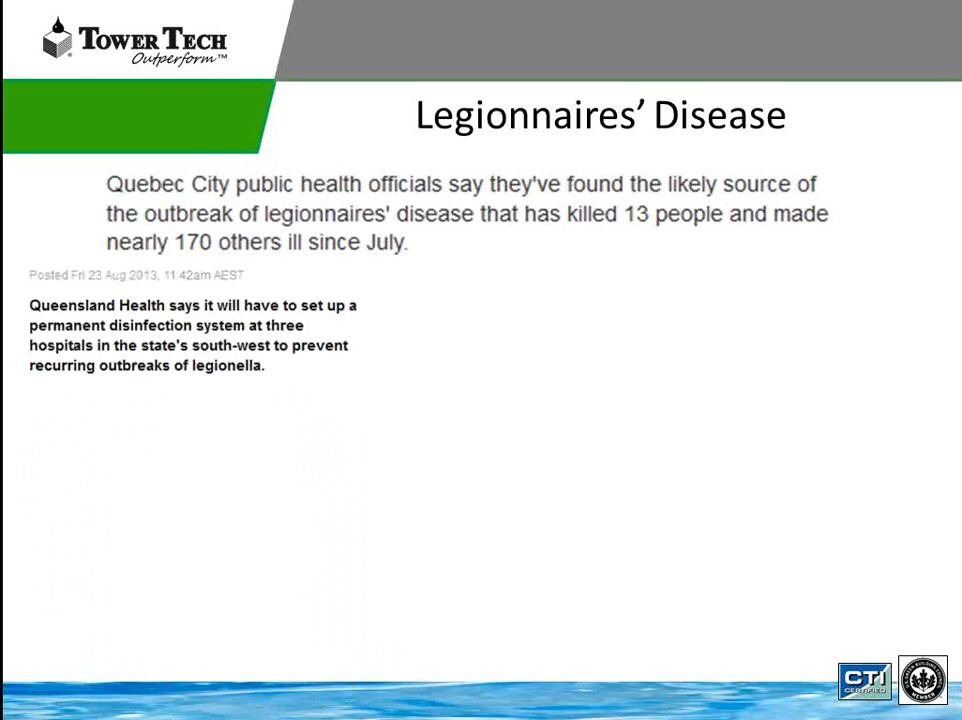 TOWER TECH
Outperform™
Legionnaires' Disease
Quebec City public health officials say they've found the likely source of
the outbreak of legionnaires' disease that has killed 13 people and made
nearly 170 others ill since July.
Posted Fri 23 Aug 2013, 11:42am AEST
Queensland Health says it will have to set up a
permanent disinfection system at three
hospitals in the state's south-west to prevent
recurring outbreaks of legionella.
CTI
CERTIFIED
MEMBER